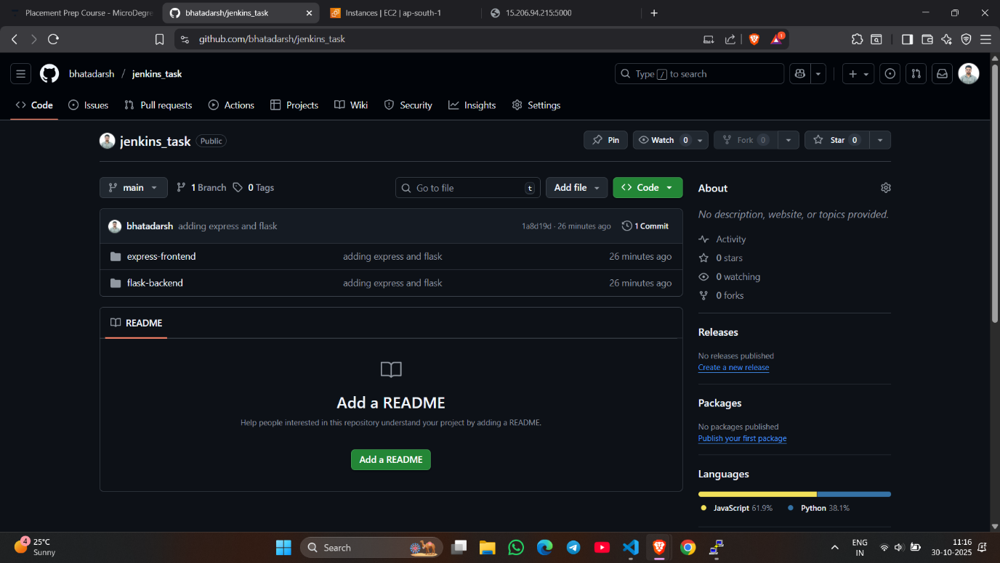 Placement Prep Course - MicroDegre
bhatadarsh/jenkins_task
Instances | EC2 | ap-south-1
15.206.94.215:5000
github.com/bhatadarsh/jenkins_task
1
bhatadarsh / jenkins_task
Type / to search
Code
Issues
Pull requests
Actions
Projects
Wiki
Security
Insights
Settings
jenkins_task Public
Pin
Watch 0
Fork 0
Star 0
main
1 Branch
0 Tags
Go to file t
Add file
Code
bhatadarsh adding express and flask 1a8d19d · 26 minutes ago 1 Commit
express-frontend adding express and flask 26 minutes ago
flask-backend adding express and flask 26 minutes ago
README
Add a README
Help people interested in this repository understand your project by adding a README.
Add a README
About
No description, website, or topics provided.
Activity
0 stars
0 watching
0 forks
Releases
No releases published
Create a new release
Packages
No packages published
Publish your first package
Languages
JavaScript 61.9% Python 38.1%
4
25°C
Sunny
Search
ENG
IN
11:16
30-10-2025